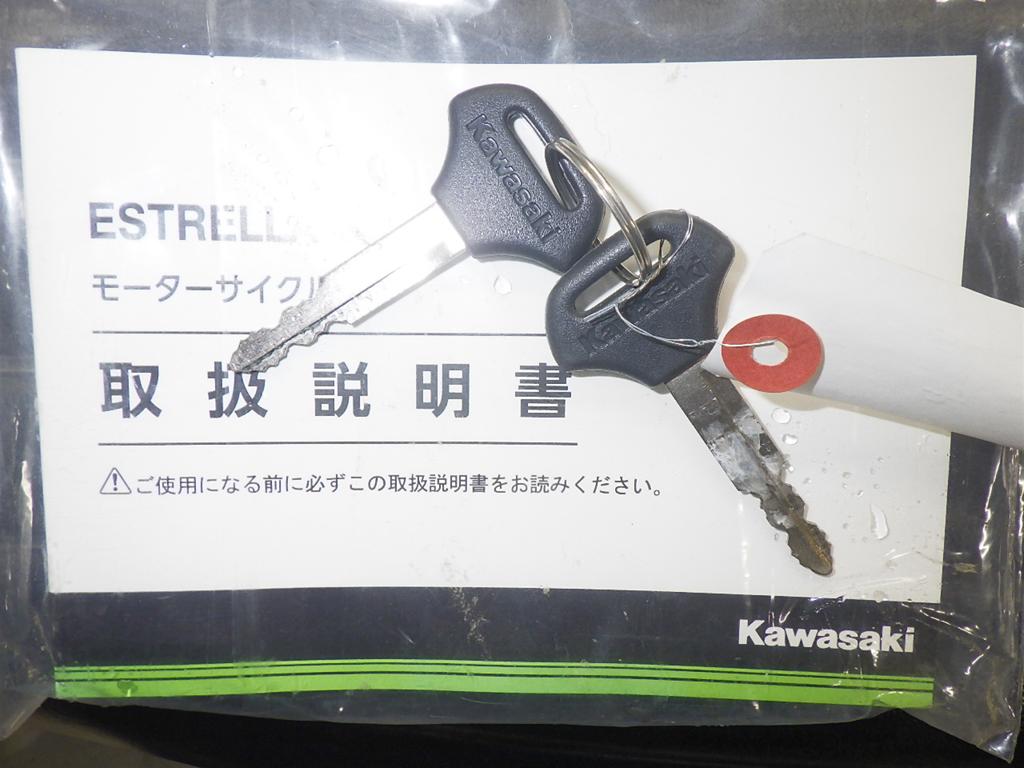 Kawasaki
Kawasaki
ESTRELL
モーターサイクル
取扱説明書
⚠ご使用になる前に必ずこの取扱説明書をお読みください。
Kawasaki